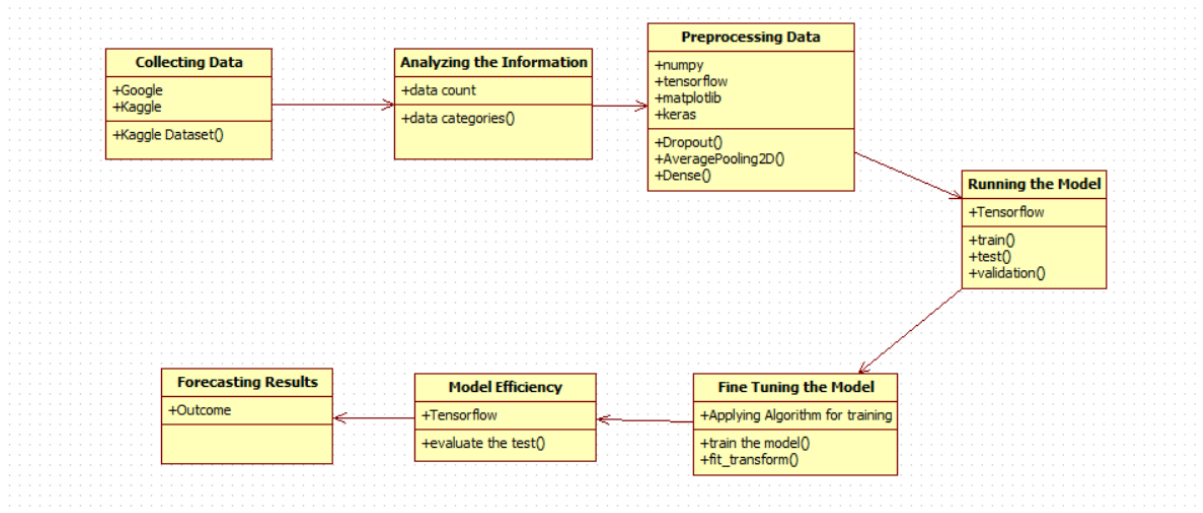 Collecting Data
+Google
+Kaggle
+Kaggle Dataset()
Analyzing the Information
+data count
+data categories()
Preprocessing Data
+numpy
+tensorflow
+matplotlib
+keras
+Dropout()
+AveragePooling2D()
+Dense()
Running the Model
+Tensorflow
+train()
+test()
+validation()
Fine Tuning the Model
+Applying Algorithm for training
+train the model()
+fit_transform()
Model Efficiency
+Tensorflow
+evaluate the test()
Forecasting Results
+Outcome